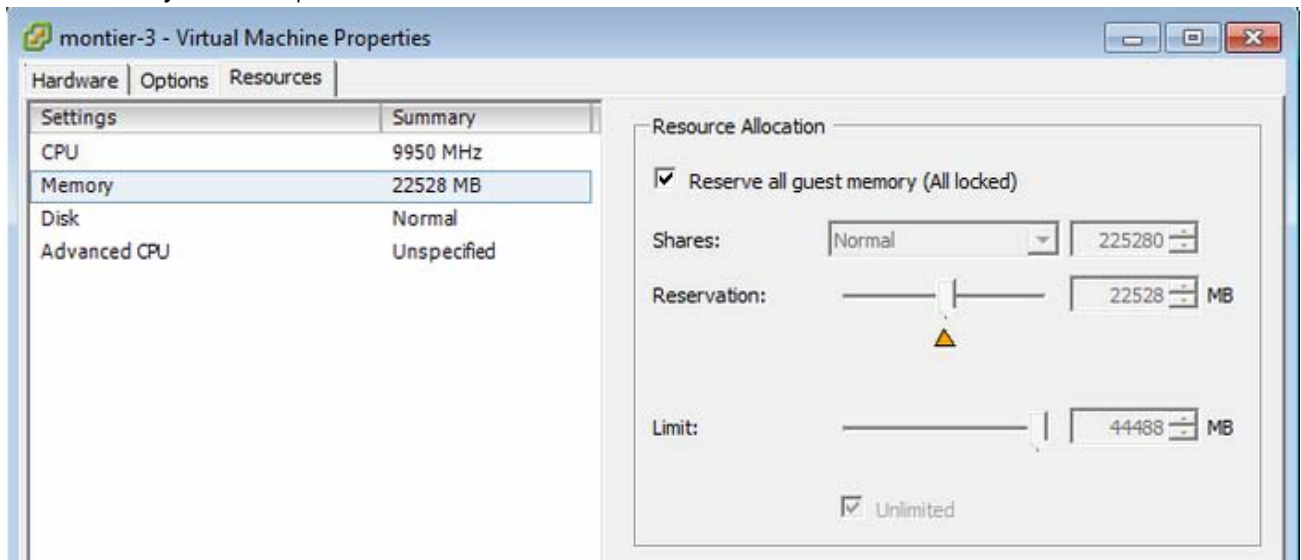 montier-3 - Virtual Machine Properties
Hardware Options Resources
Settings Summary
CPU 9950 MHz
Memory 22528 MB
Disk Normal
Advanced CPU Unspecified
Resource Allocation
Reserve all guest memory (All locked)
Shares: Normal 225280
Reservation: 22528 MB
Limit: 44488 MB
Unlimited